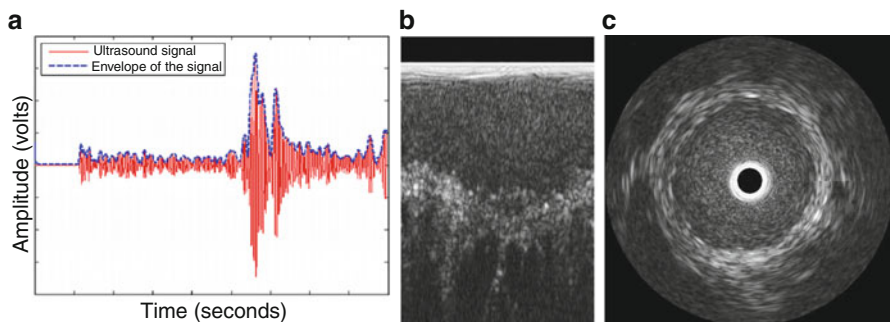 a
Ultrasound signal
Envelope of the signal
Amplitude (volts)
Time (seconds)
b
c